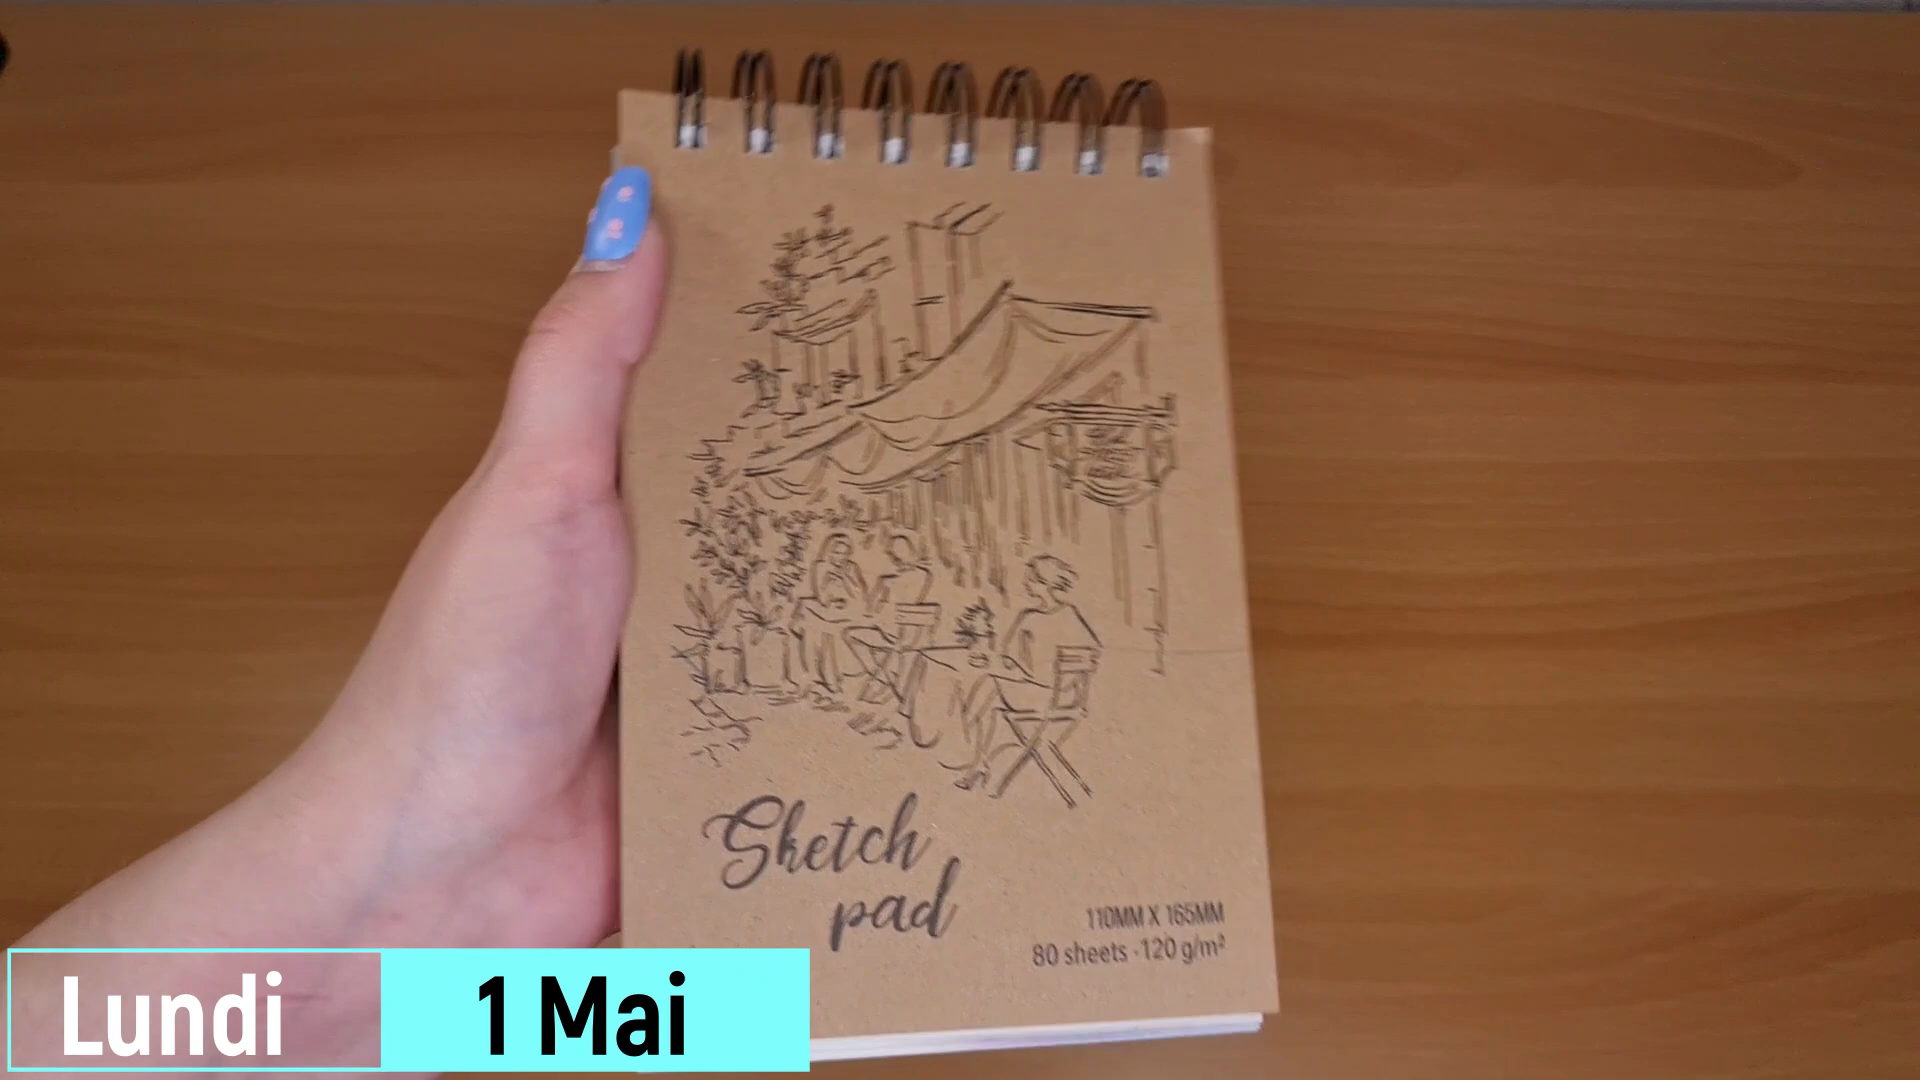 Sketch
pad
110MM X 165MM
80 sheets · 120 g/m²
Lundi
1 Mai